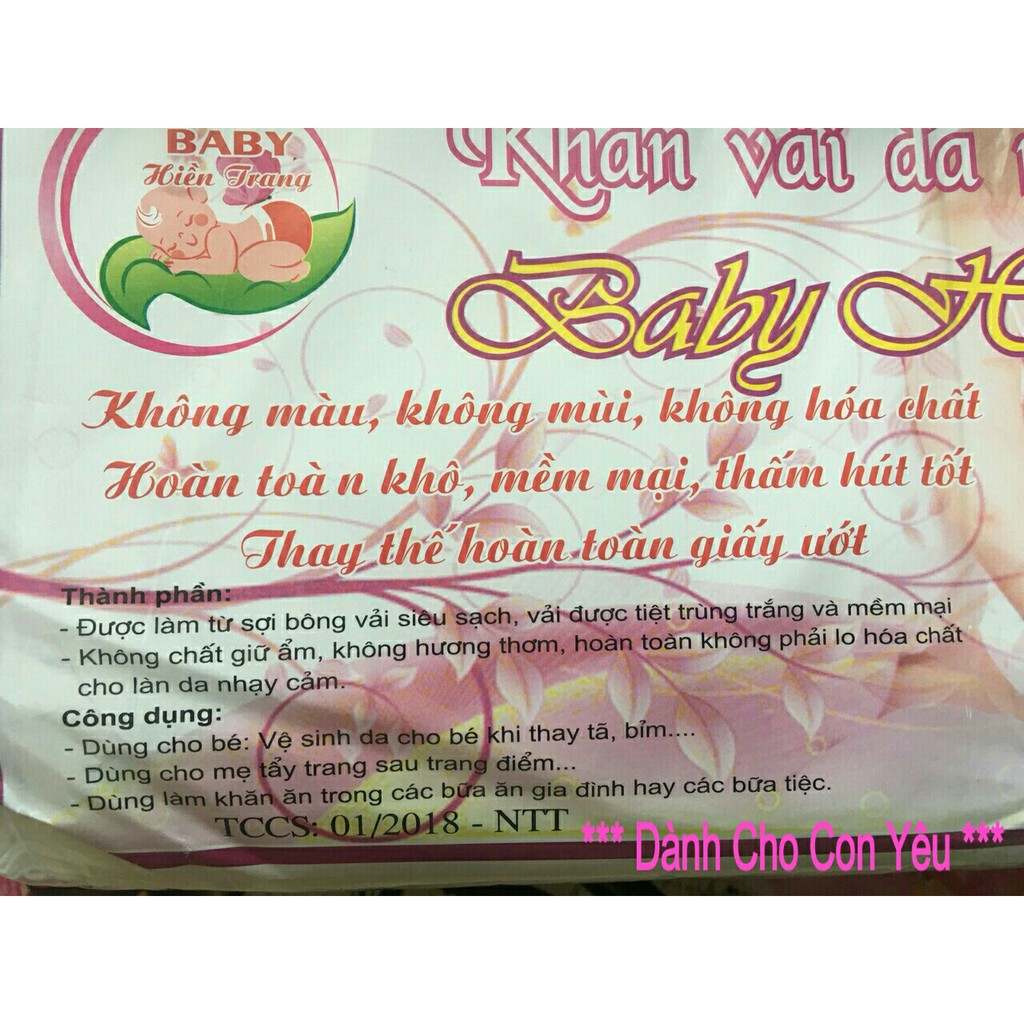 BABY
Hiền Trang
Khăn vải đa
Baby H
Không màu, không mùi, không hóa chất
Hoàn toàn khô, mềm mại, thấm hút tốt
Thay thế hoàn toàn giấy ướt
Thành phần:
- Được làm từ sợi bông vải siêu sạch, vải được tiệt trùng trắng và mềm mại
- Không chất giữ ẩm, không hương thơm, hoàn toàn không phải lo hóa chất
cho làn da nhạy cảm.
Công dụng:
- Dùng cho bé: Vệ sinh da cho bé khi thay tã, bỉm....
- Dùng cho mẹ tẩy trang sau trang điểm...
- Dùng làm khăn ăn trong các bữa ăn gia đình hay các bữa tiệc.
TCCS: 01/2018 - NTT
*** Dành Cho Con Yêu ***